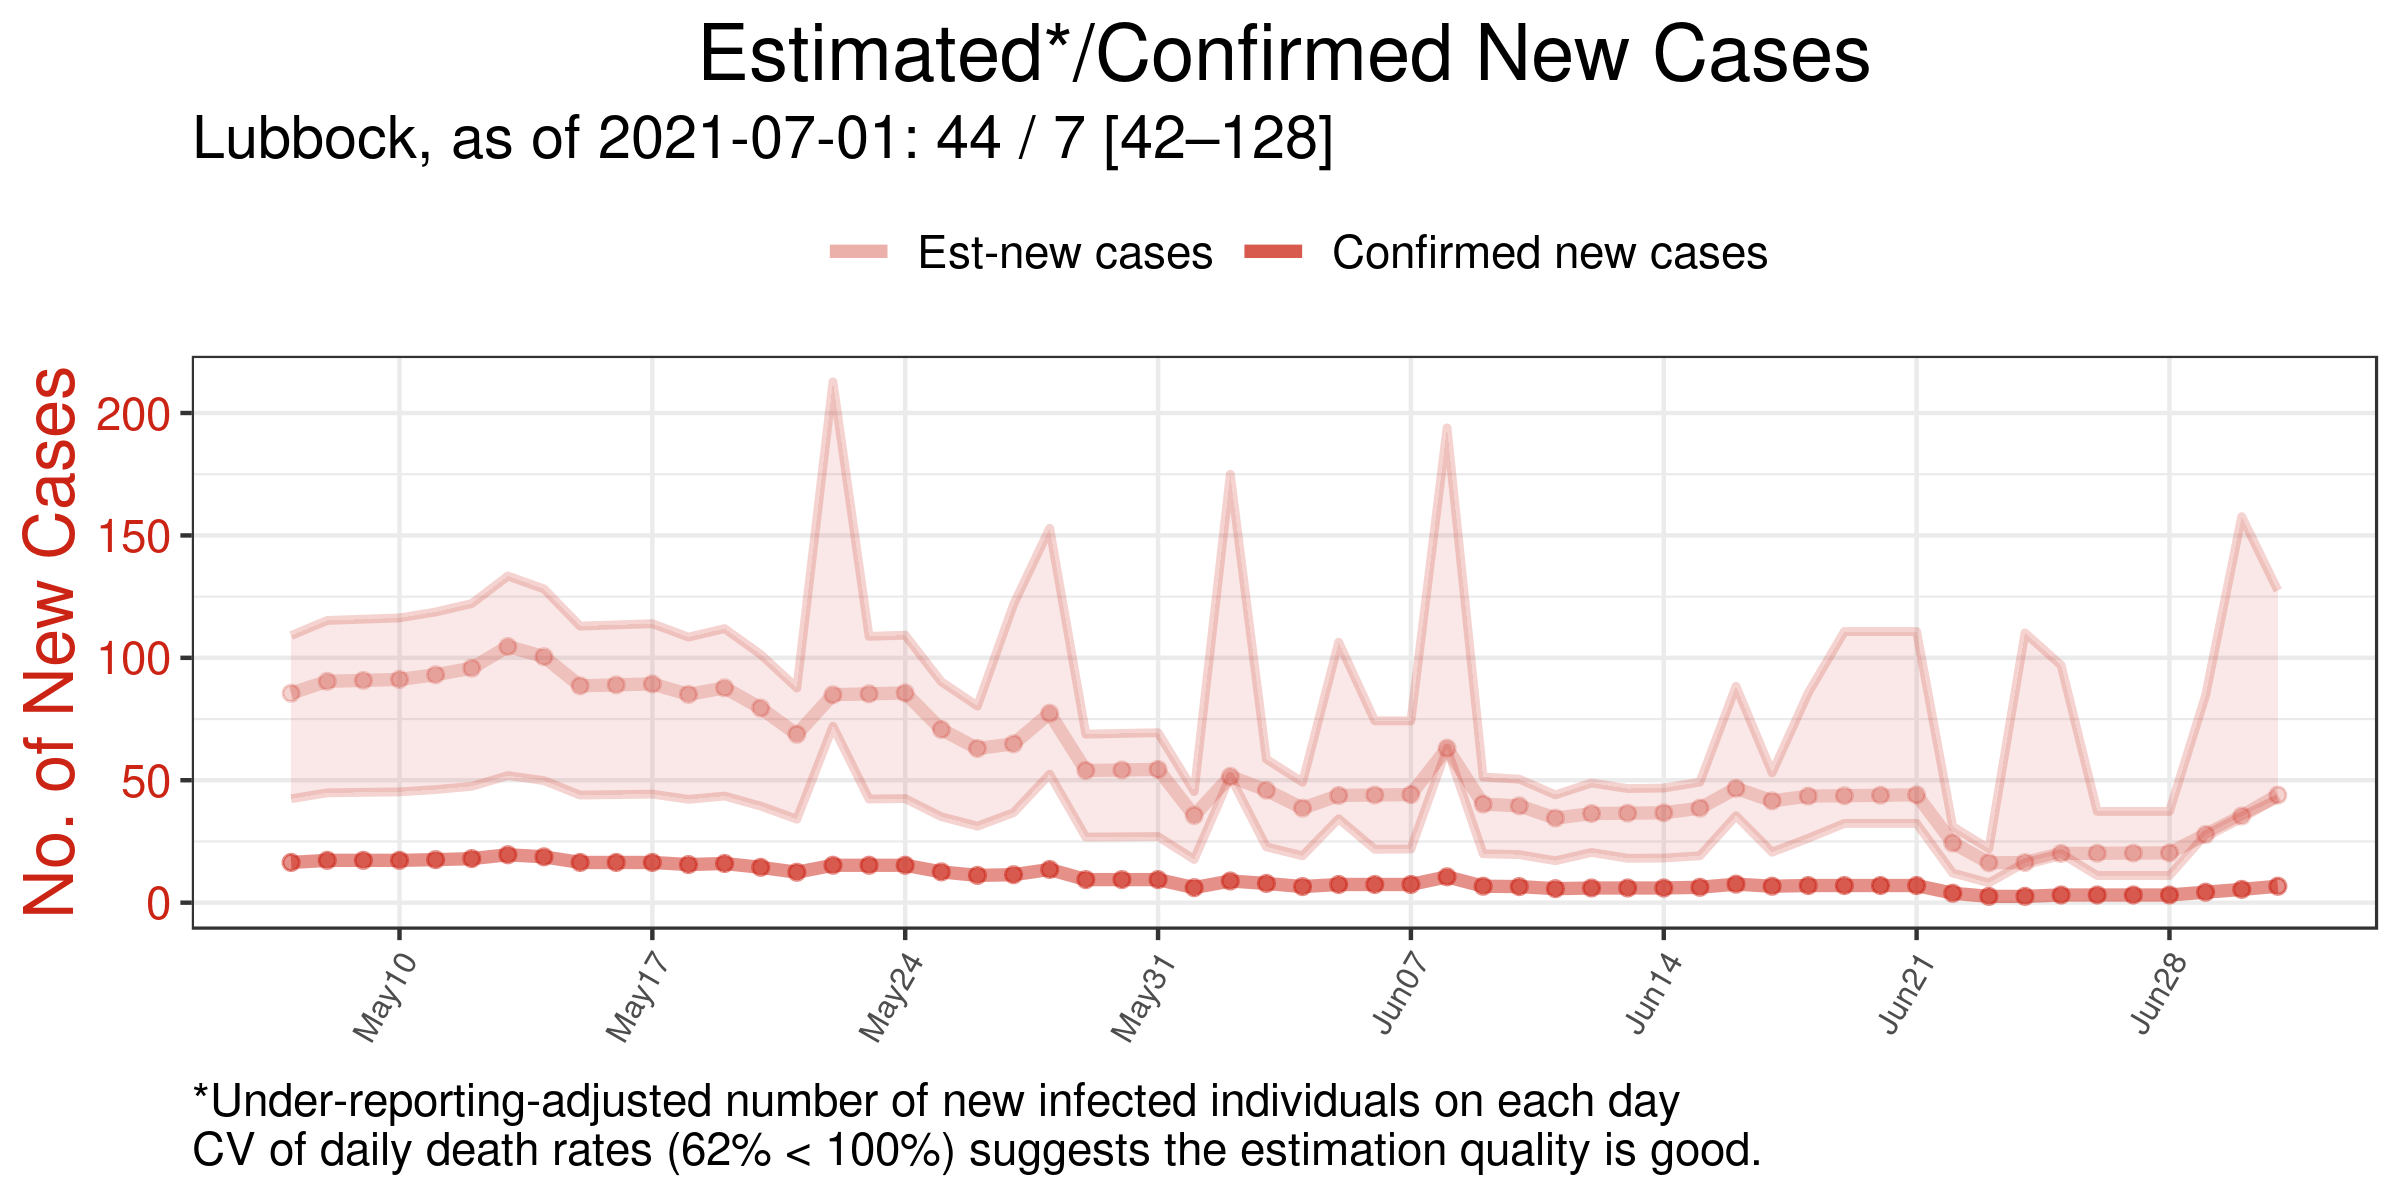 Estimated*/Confirmed New Cases
Lubbock, as of 2021-07-01: 44 / 7 [42–128]
Est-new cases Confirmed new cases
No. of New Cases
200
150
100
50
0
May10 May17 May24 May31 Jun07 Jun14 Jun21 Jun28
*Under-reporting-adjusted number of new infected individuals on each day
CV of daily death rates (62% < 100%) suggests the estimation quality is good.